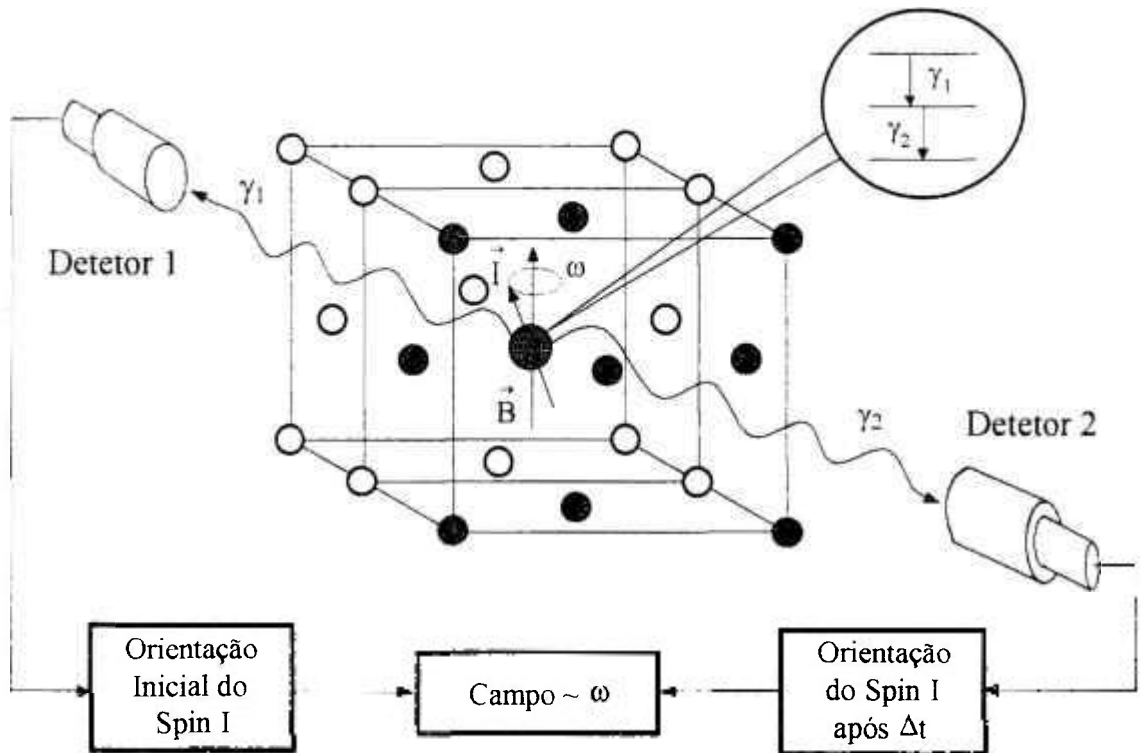 γ₁
γ₂
γ₁
Detetor 1
I⃗
ω
B⃗
γ₂
Detetor 2
Orientação
Inicial do
Spin I
Campo ~ ω
Orientação
do Spin I
após Δt